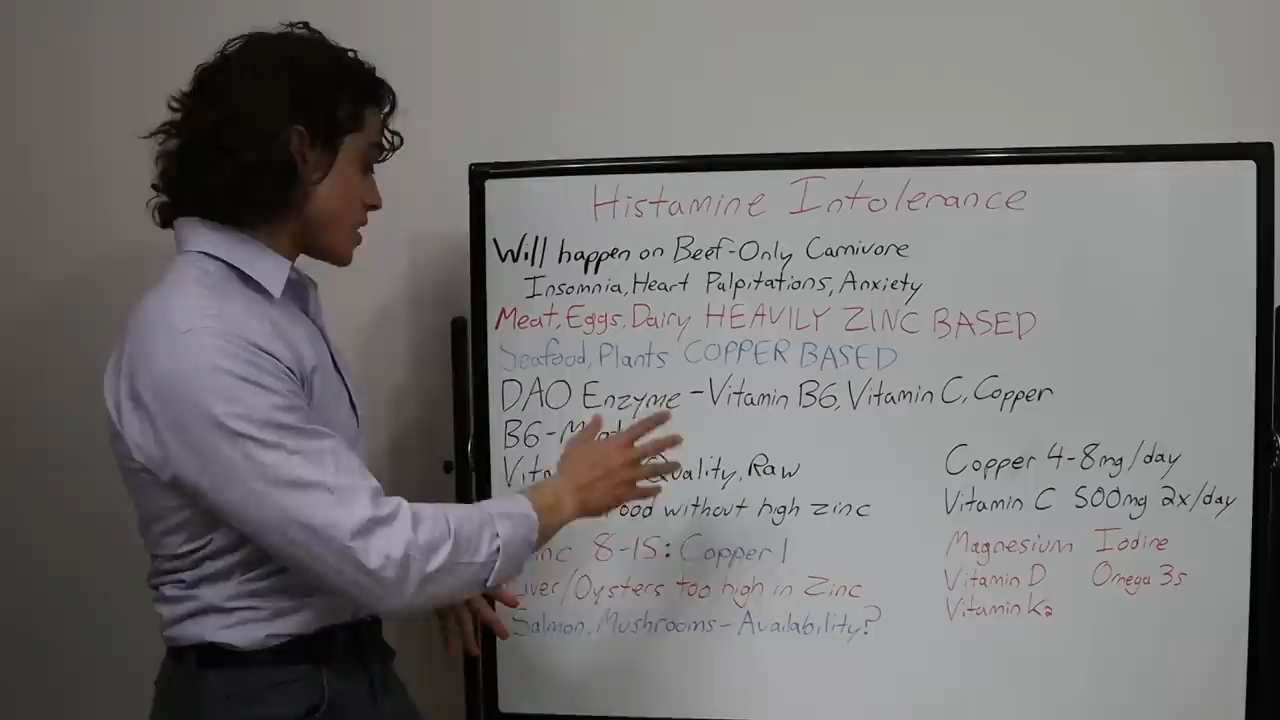 Histamine Intolerance
Will happen on Beef-Only Carnivore
Insomnia, Heart Palpitations, Anxiety
Meat, Eggs, Dairy HEAVILY ZINC BASED
Seafood, Plants COPPER BASED
DAO Enzyme - Vitamin B6, Vitamin C, Copper
B6-
Quality, Raw
without high zinc
8-15: Copper 1
Liver/Oysters too high in Zinc
Salmon, Mushrooms - Availability?
Copper 4-8mg/day
Vitamin C 500mg 2x/day
Magnesium Iodine
Vitamin D Omega 3s
Vitamin K2